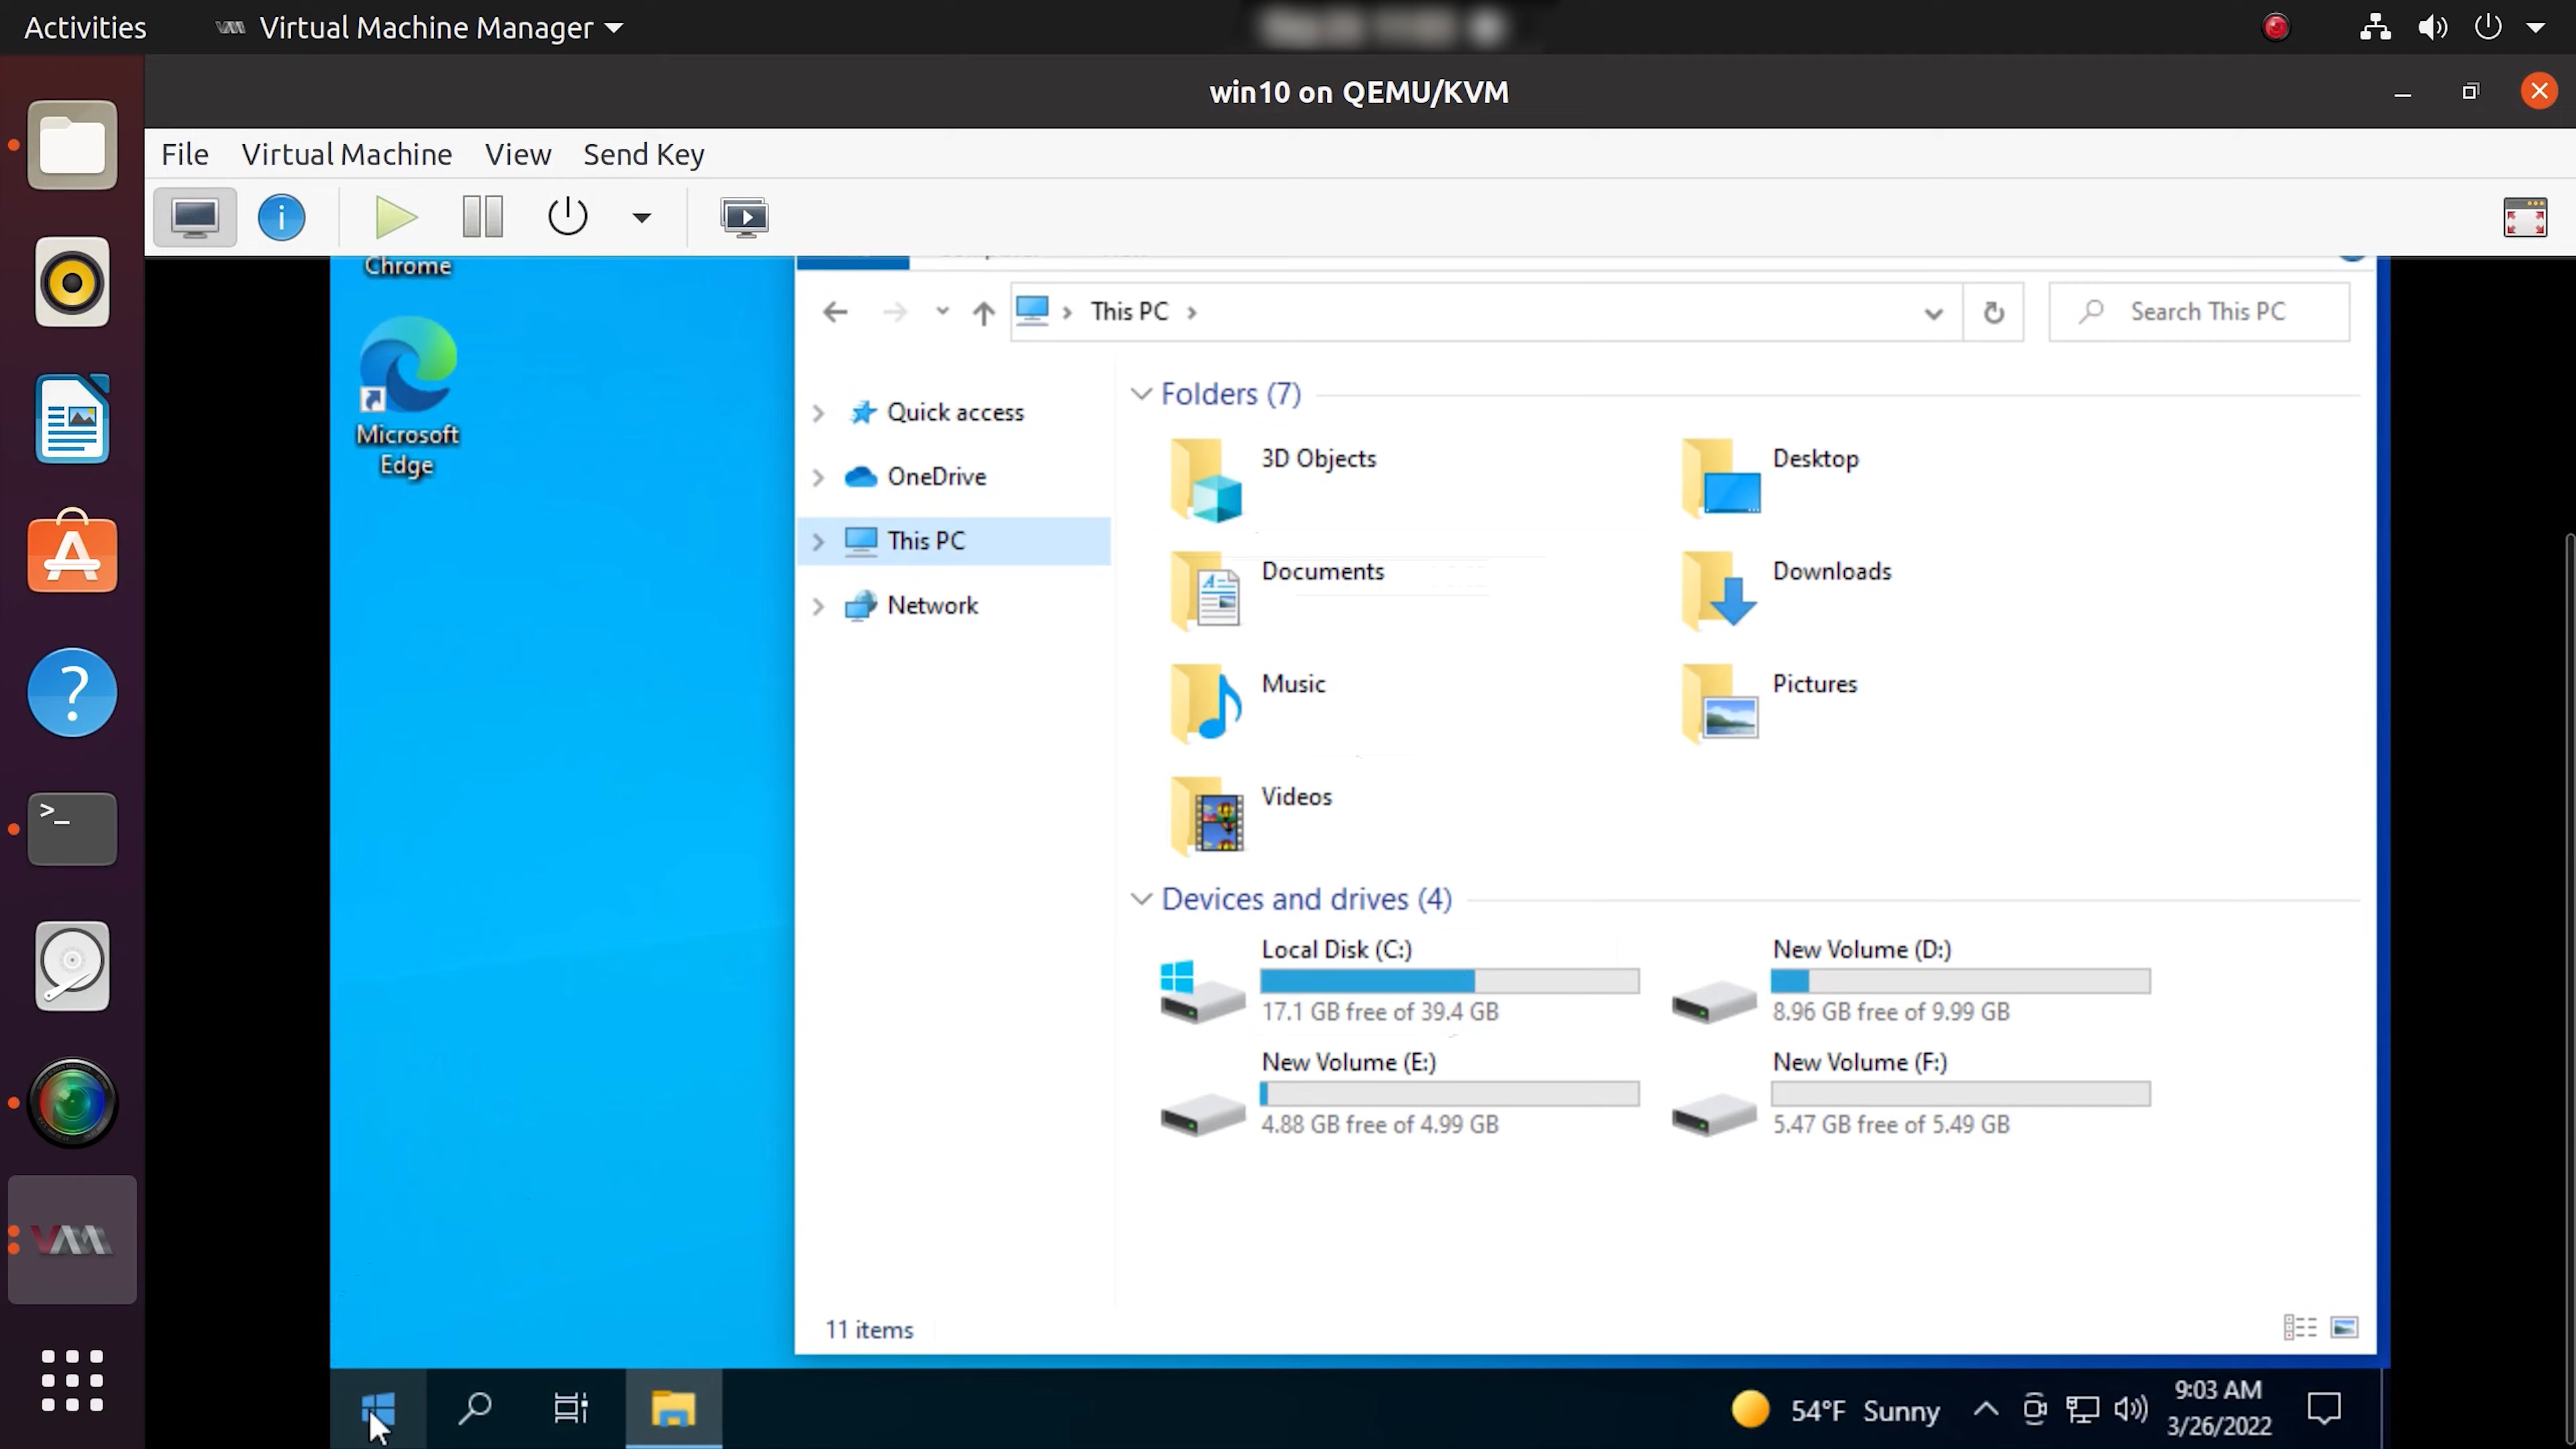 Activities
Virtual Machine Manager
win10 on QEMU/KVM
File
Virtual Machine
View
Send Key
Chrome
Microsoft
Edge
This PC
Search This PC
Quick access
OneDrive
This PC
Network
Folders (7)
3D Objects
Desktop
Documents
Downloads
Music
Pictures
Videos
Devices and drives (4)
Local Disk (C:)
17.1 GB free of 39.4 GB
New Volume (D:)
8.96 GB free of 9.99 GB
New Volume (E:)
4.88 GB free of 4.99 GB
New Volume (F:)
5.47 GB free of 5.49 GB
11 items
54°F Sunny
9:03 AM
3/26/2022